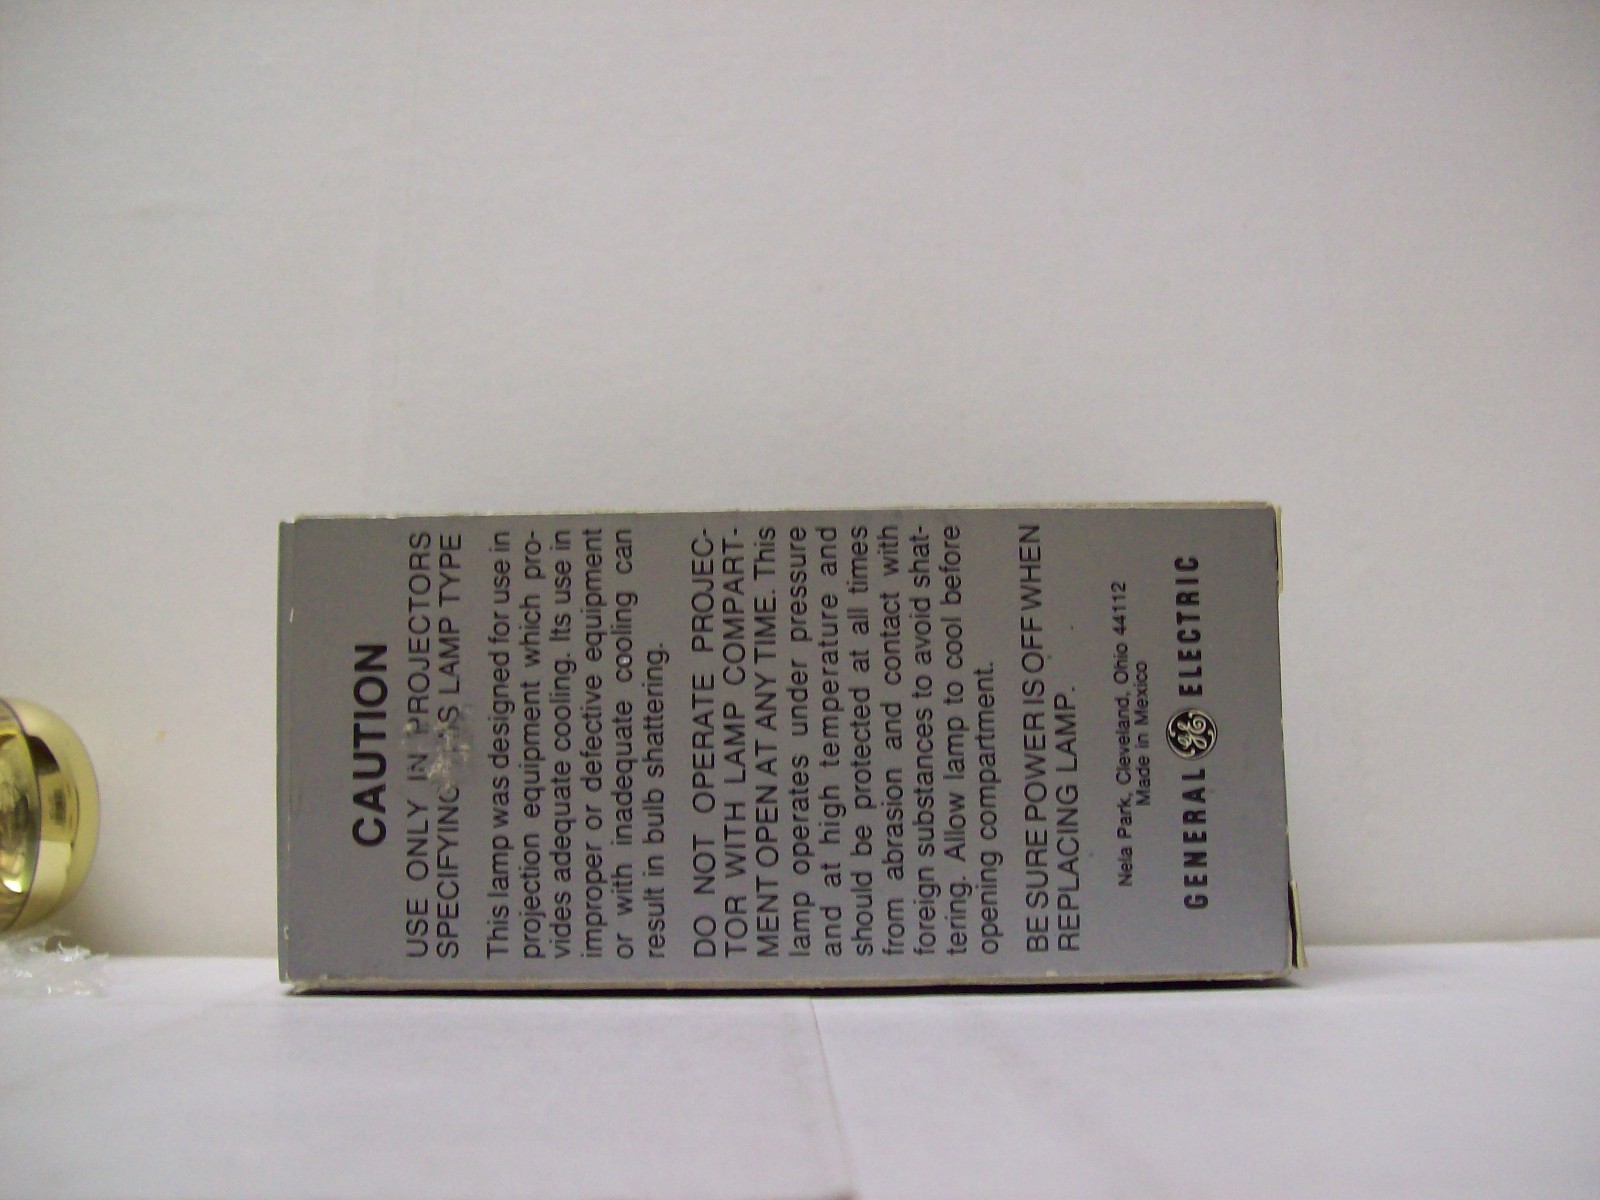 CAUTION
USE ONLY IN PROJECTORS
SPECIFYING THIS LAMP TYPE
This lamp was designed for use in
projection equipment which pro-
vides adequate cooling. Its use in
improper or defective equipment
or with inadequate cooling can
result in bulb shattering.
DO NOT OPERATE PROJEC-
TOR WITH LAMP COMPART-
MENT OPEN AT ANY TIME. This
lamp operates under pressure
and at high temperature and
should be protected at all times
from abrasion and contact with
foreign substances to avoid shat-
tering. Allow lamp to cool before
opening compartment.
BE SURE POWER IS OFF WHEN
REPLACING LAMP.
Nela Park, Cleveland, Ohio 44112
Made in Mexico
GENERAL GE ELECTRIC